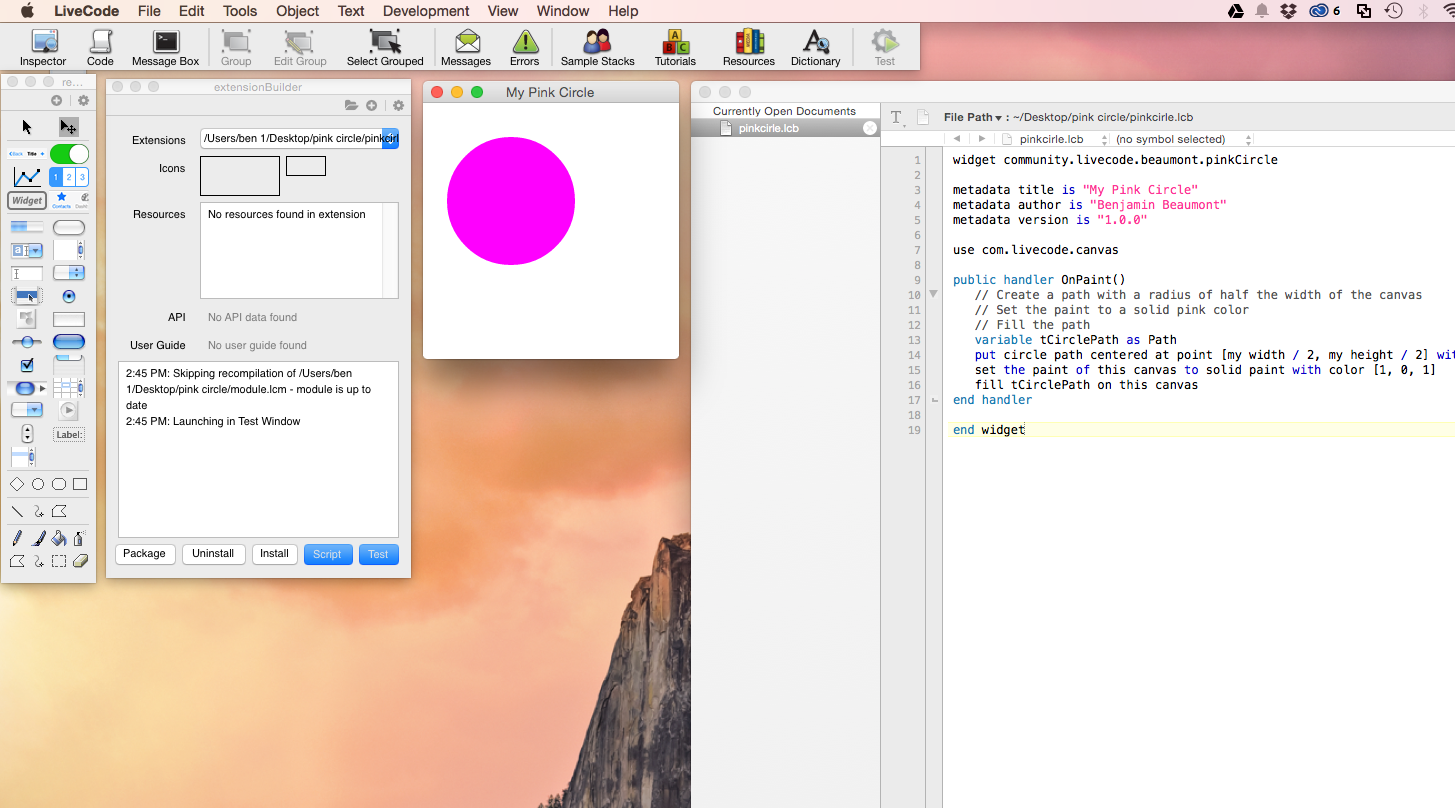 LiveCode File Edit Tools Object Text Development View Window Help 6
Inspector Code Message Box Group Edit Group Select Grouped Messages Errors Sample Stacks Tutorials Resources Dictionary Test
re...
Title
1 2 3
Widget
Contacts
Label:
extensionBuilder
Extensions /Users/ben 1/Desktop/pink circle/pinkcirl
Icons
Resources No resources found in extension
API No API data found
User Guide No user guide found
2:45 PM: Skipping recompilation of /Users/ben
1/Desktop/pink circle/module.lcm - module is up to
date
2:45 PM: Launching in Test Window
Package Uninstall Install Script Test
My Pink Circle
Currently Open Documents
pinkcirle.lcb
File Path ▾ : ~/Desktop/pink circle/pinkcirle.lcb
pinkcirle.lcb (no symbol selected)
1 widget community.livecode.beaumont.pinkCircle
2
3 metadata title is "My Pink Circle"
4 metadata author is "Benjamin Beaumont"
5 metadata version is "1.0.0"
6
7 use com.livecode.canvas
8
9 public handler OnPaint()
10 // Create a path with a radius of half the width of the canvas
11 // Set the paint to a solid pink color
12 // Fill the path
13 variable tCirclePath as Path
14 put circle path centered at point [my width / 2, my height / 2] wit
15 set the paint of this canvas to solid paint with color [1, 0, 1]
16 fill tCirclePath on this canvas
17 end handler
18
19 end widget